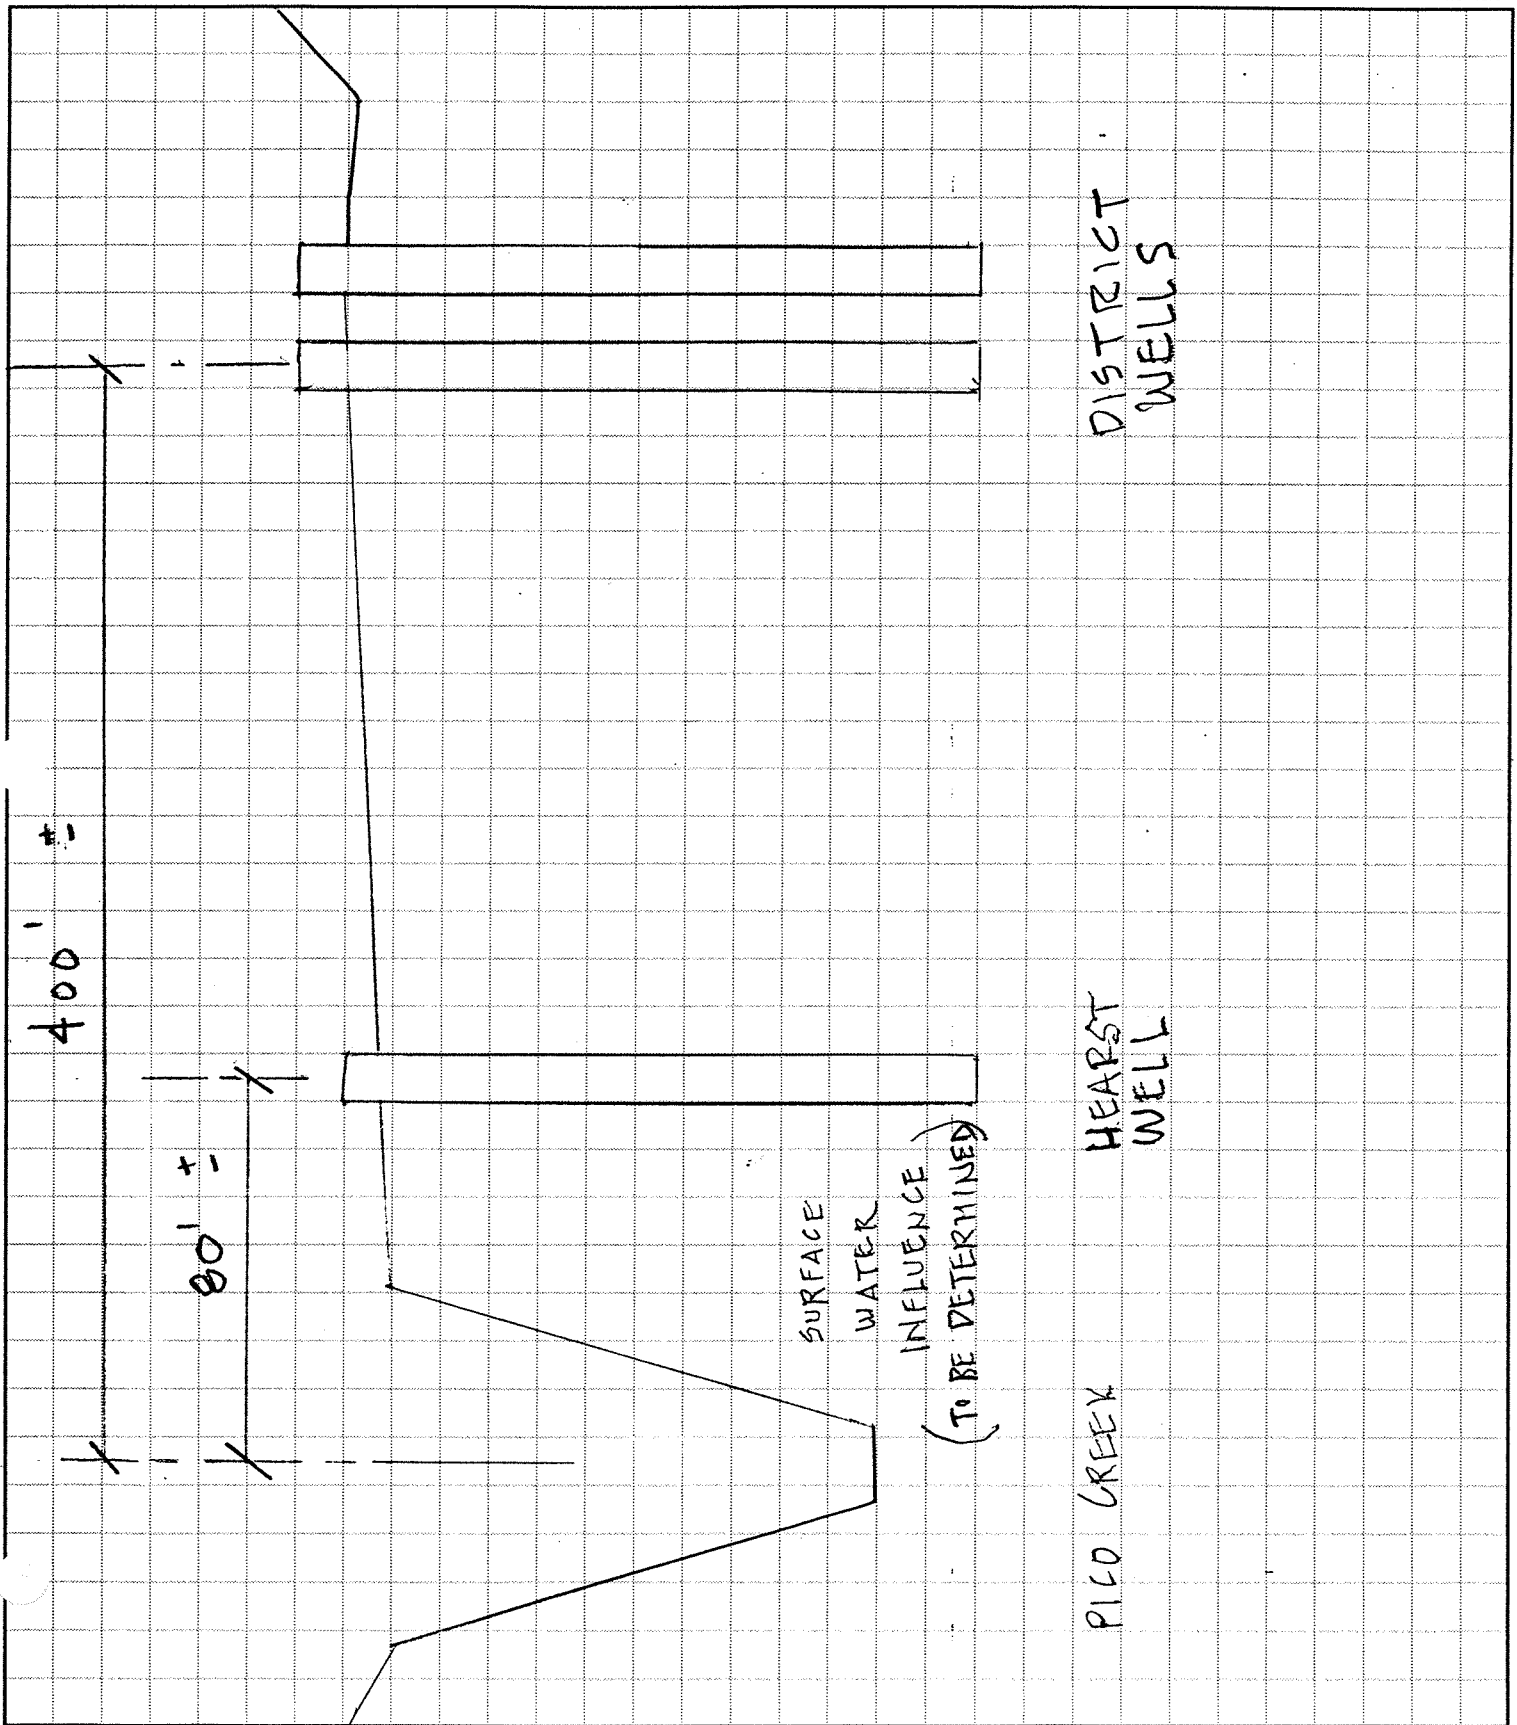 400' ±
80' ±
SURFACE
WATER
INFLUENCE
(TO BE DETERMINED)
PICO CREEK
HEARST
WELL
DISTRICT
WELLS